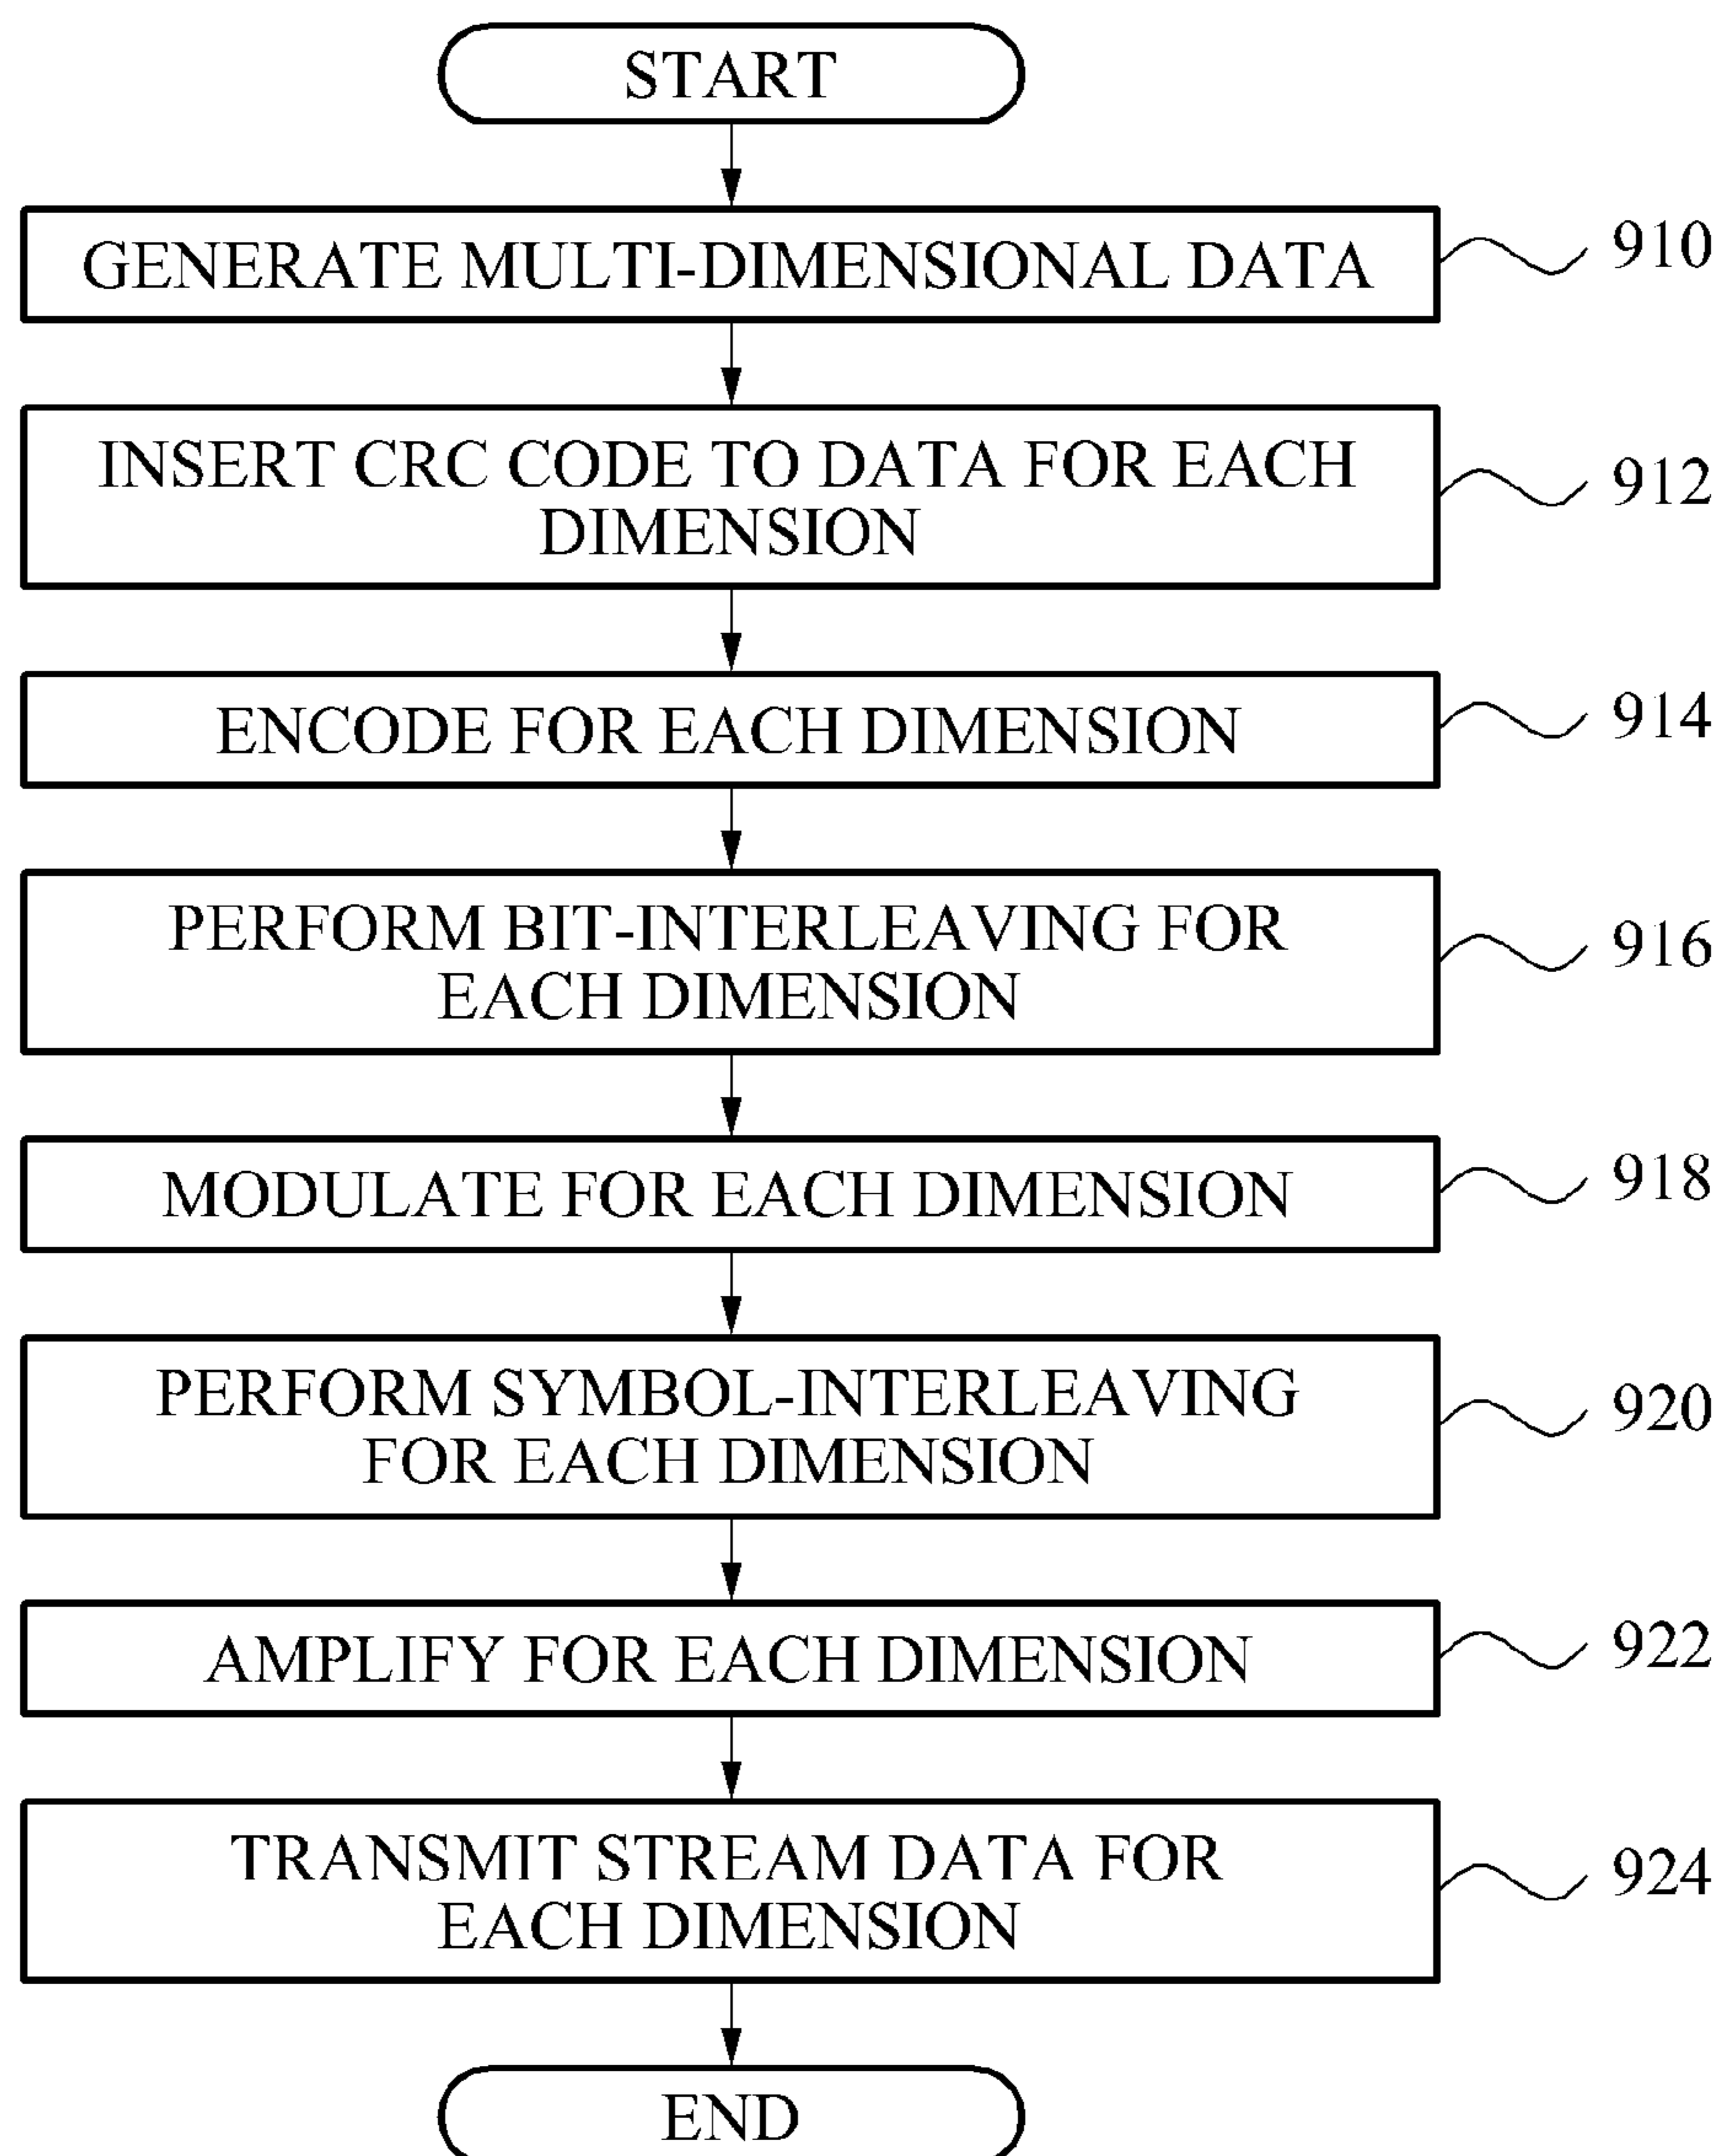 START
GENERATE MULTI-DIMENSIONAL DATA
910
INSERT CRC CODE TO DATA FOR EACH
DIMENSION
912
ENCODE FOR EACH DIMENSION
914
PERFORM BIT-INTERLEAVING FOR
EACH DIMENSION
916
MODULATE FOR EACH DIMENSION
918
PERFORM SYMBOL-INTERLEAVING
FOR EACH DIMENSION
920
AMPLIFY FOR EACH DIMENSION
922
TRANSMIT STREAM DATA FOR
EACH DIMENSION
924
END